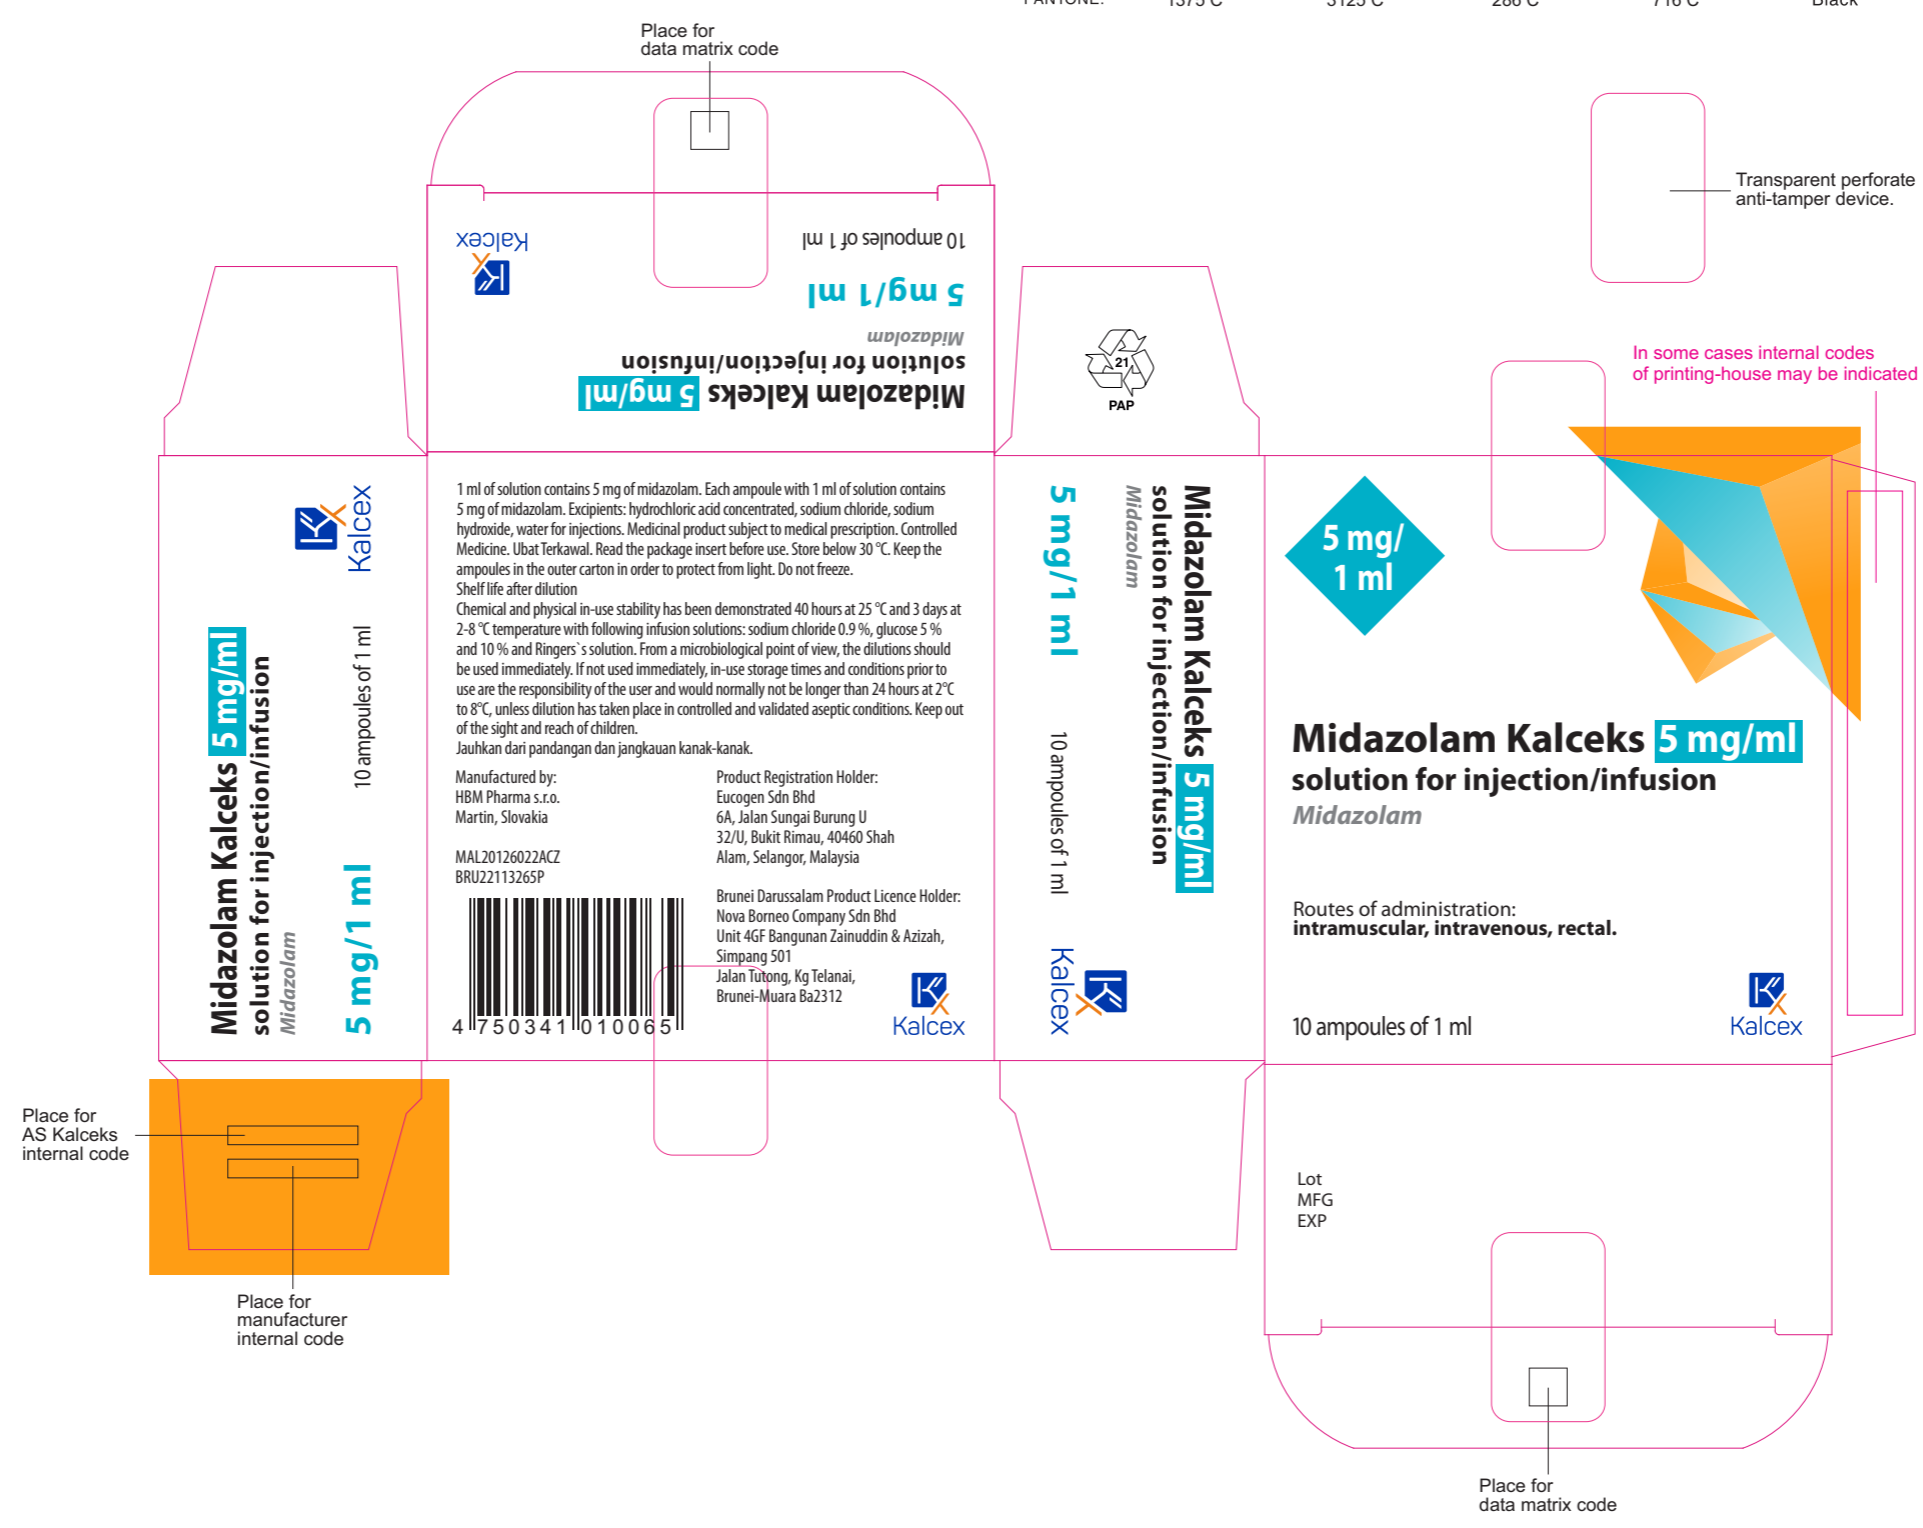 PANTONE: 1375 C 3125 C 286 C 716 C Black
Place for
data matrix code
Transparent perforate
anti-tamper device.
In some cases internal codes
of printing-house may be indicated
Midazolam Kalceks 5 mg/ml
solution for injection/infusion
Midazolam
5 mg/1 ml
10 ampoules of 1 ml
Kalcex
21
PAP
Midazolam Kalceks 5 mg/ml
solution for injection/infusion
Midazolam
5 mg/1 ml
10 ampoules of 1 ml
Kalcex
1 ml of solution contains 5 mg of midazolam. Each ampoule with 1 ml of solution contains
5 mg of midazolam. Excipients: hydrochloric acid concentrated, sodium chloride, sodium
hydroxide, water for injections. Medicinal product subject to medical prescription. Controlled
Medicine. Ubat Terkawal. Read the package insert before use. Store below 30 °C. Keep the
ampoules in the outer carton in order to protect from light. Do not freeze.
Shelf life after dilution
Chemical and physical in-use stability has been demonstrated 40 hours at 25 °C and 3 days at
2-8 °C temperature with following infusion solutions: sodium chloride 0.9 %, glucose 5 %
and 10 % and Ringers`s solution. From a microbiological point of view, the dilutions should
be used immediately. If not used immediately, in-use storage times and conditions prior to
use are the responsibility of the user and would normally not be longer than 24 hours at 2°C
to 8°C, unless dilution has taken place in controlled and validated aseptic conditions. Keep out
of the sight and reach of children.
Jauhkan dari pandangan dan jangkauan kanak-kanak.
Manufactured by:
HBM Pharma s.r.o.
Martin, Slovakia
MAL20126022ACZ
BRU22113265P
4 750341 010065
Product Registration Holder:
Eucogen Sdn Bhd
6A, Jalan Sungai Burung U
32/U, Bukit Rimau, 40460 Shah
Alam, Selangor, Malaysia
Brunei Darussalam Product Licence Holder:
Nova Borneo Company Sdn Bhd
Unit 4GF Bangunan Zainuddin & Azizah,
Simpang 501
Jalan Tutong, Kg Telanai,
Brunei-Muara Ba2312
Kalcex
Midazolam Kalceks 5 mg/ml
solution for injection/infusion
Midazolam
5 mg/1 ml
10 ampoules of 1 ml
Kalcex
5 mg/
1 ml
Midazolam Kalceks 5 mg/ml
solution for injection/infusion
Midazolam
Routes of administration:
intramuscular, intravenous, rectal.
10 ampoules of 1 ml
Kalcex
Place for
AS Kalceks
internal code
Place for
manufacturer
internal code
Lot
MFG
EXP
Place for
data matrix code